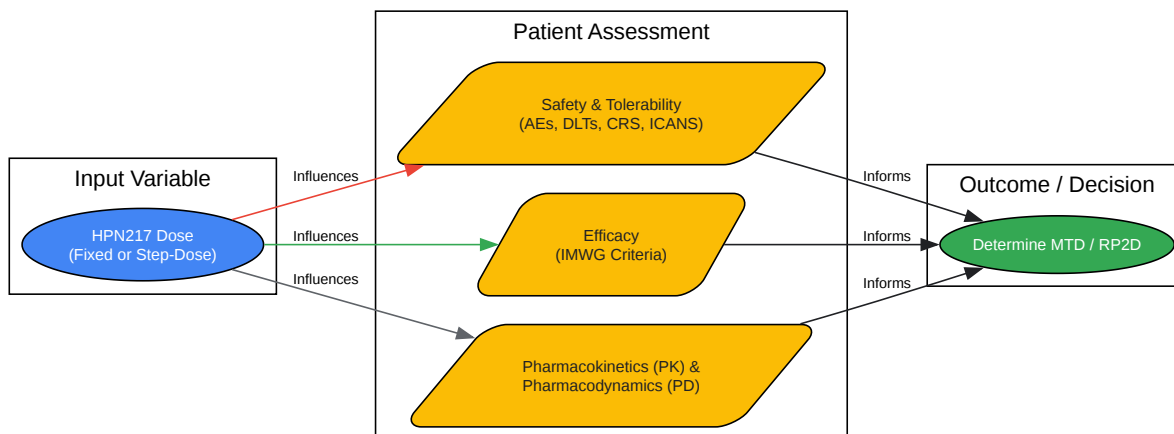 Patient Assessment
Safety & Tolerability
(AEs, DLTs, CRS, ICANS)
Input Variable
Influences
Informs
Outcome / Decision
HPN217 Dose
(Fixed or Step-Dose)
Influences
Efficacy
(IMWG Criteria)
Informs
Determine MTD / RP2D
Influences
Informs
Pharmacokinetics (PK) &
Pharmacodynamics (PD)